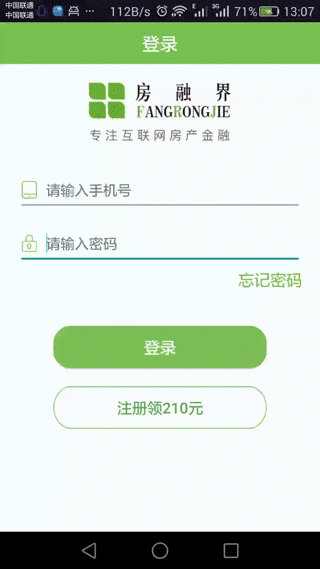 中国联通
中国联通
112B/s
71%
13:07
登录
房融界
FANGRONGJIE
专注互联网房产金融
请输入手机号
请输入密码
忘记密码
登录
注册领210元